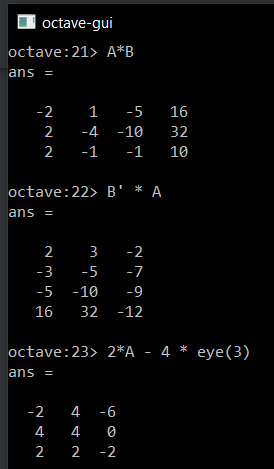 octave-gui
octave:21> A*B
ans =
-2 1 -5 16
2 -4 -10 32
2 -1 -1 10
octave:22> B' * A
ans =
2 3 -2
-3 -5 -7
-5 -10 -9
16 32 -12
octave:23> 2*A - 4 * eye(3)
ans =
-2 4 -6
4 4 0
2 2 -2